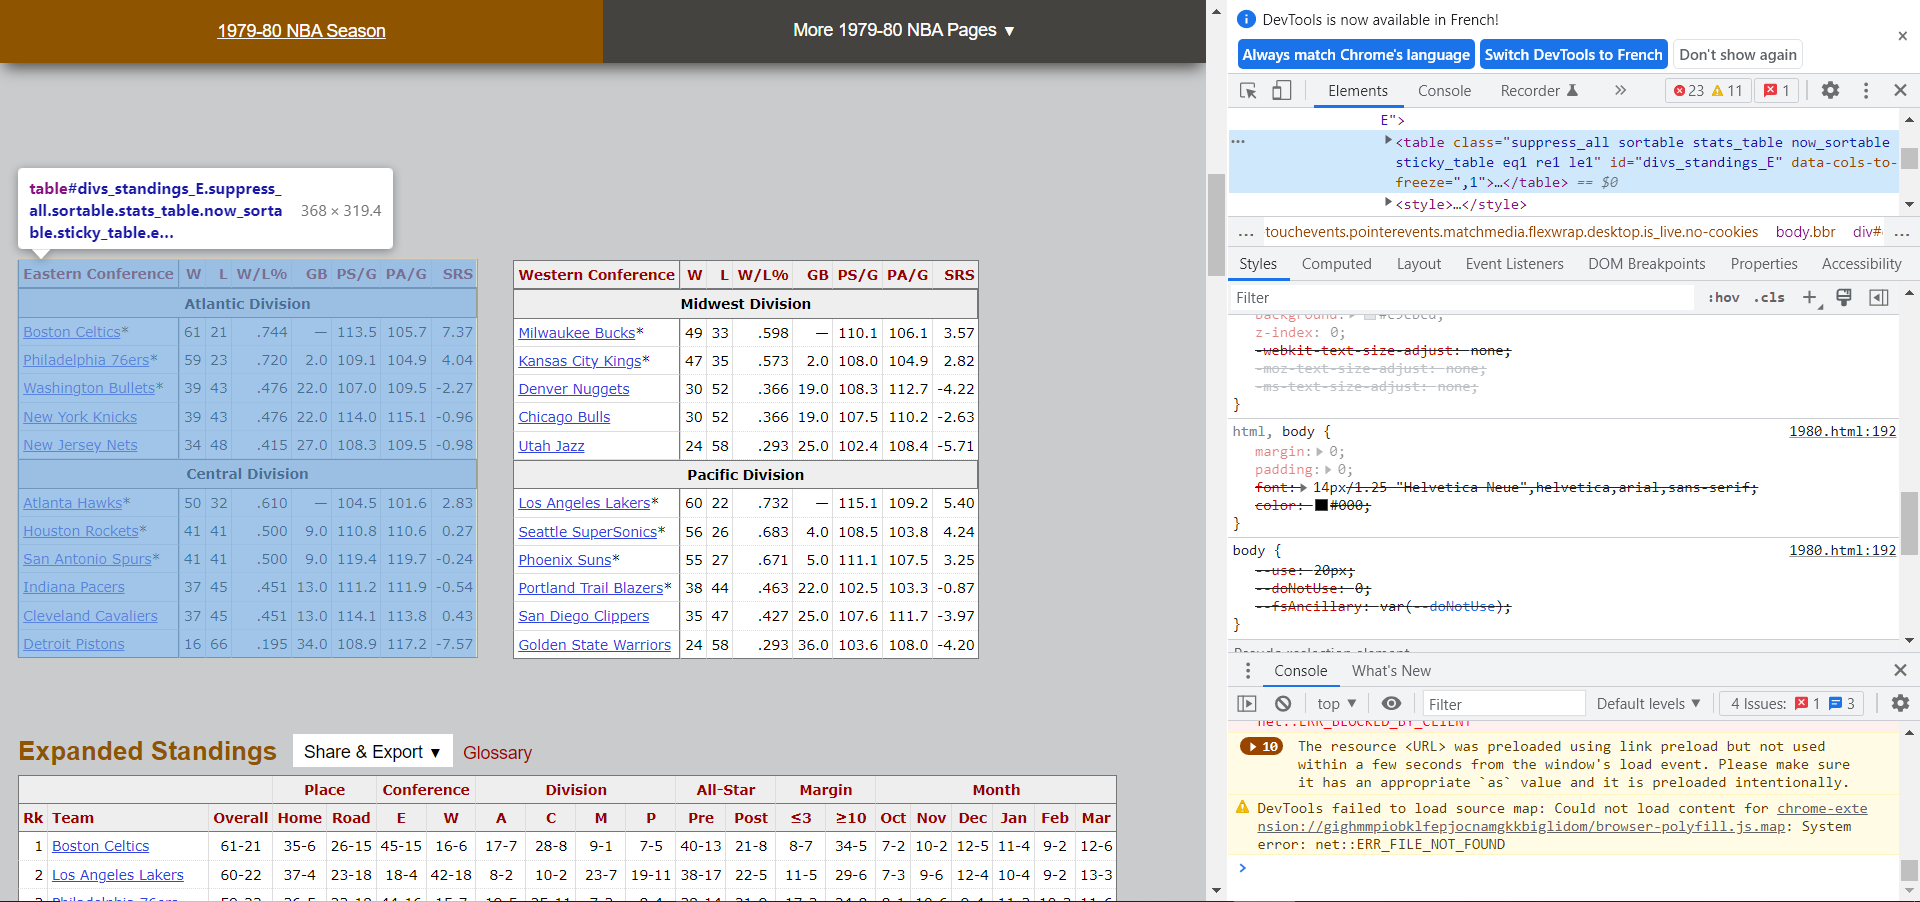 1979-80 NBA Season
More 1979-80 NBA Pages ▼
table#divs_standings_E.suppress_
all.sortable.stats_table.now_sorta
ble.sticky_table.e... 368 × 319.4
Eastern Conference W L W/L% GB PS/G PA/G SRS
Atlantic Division
Boston Celtics* 61 21 .744 — 113.5 105.7 7.37
Philadelphia 76ers* 59 23 .720 2.0 109.1 104.9 4.04
Washington Bullets* 39 43 .476 22.0 107.0 109.5 -2.27
New York Knicks 39 43 .476 22.0 114.0 115.1 -0.96
New Jersey Nets 34 48 .415 27.0 108.3 109.5 -0.98
Central Division
Atlanta Hawks* 50 32 .610 — 104.5 101.6 2.83
Houston Rockets* 41 41 .500 9.0 110.8 110.6 0.27
San Antonio Spurs* 41 41 .500 9.0 119.4 119.7 -0.24
Indiana Pacers 37 45 .451 13.0 111.2 111.9 -0.54
Cleveland Cavaliers 37 45 .451 13.0 114.1 113.8 0.43
Detroit Pistons 16 66 .195 34.0 108.9 117.2 -7.57
Western Conference W L W/L% GB PS/G PA/G SRS
Midwest Division
Milwaukee Bucks* 49 33 .598 — 110.1 106.1 3.57
Kansas City Kings* 47 35 .573 2.0 108.0 104.9 2.82
Denver Nuggets 30 52 .366 19.0 108.3 112.7 -4.22
Chicago Bulls 30 52 .366 19.0 107.5 110.2 -2.63
Utah Jazz 24 58 .293 25.0 102.4 108.4 -5.71
Pacific Division
Los Angeles Lakers* 60 22 .732 — 115.1 109.2 5.40
Seattle SuperSonics* 56 26 .683 4.0 108.5 103.8 4.24
Phoenix Suns* 55 27 .671 5.0 111.1 107.5 3.25
Portland Trail Blazers* 38 44 .463 22.0 102.5 103.3 -0.87
San Diego Clippers 35 47 .427 25.0 107.6 111.7 -3.97
Golden State Warriors 24 58 .293 36.0 103.6 108.0 -4.20
Expanded Standings Share & Export ▼ Glossary
Place Conference Division All-Star Margin Month
Rk Team Overall Home Road E W A C M P Pre Post ≤3 ≥10 Oct Nov Dec Jan Feb Mar
1 Boston Celtics 61-21 35-6 26-15 45-15 16-6 17-7 28-8 9-1 7-5 40-13 21-8 8-7 34-5 7-2 10-2 12-5 11-4 9-2 12-6
2 Los Angeles Lakers 60-22 37-4 23-18 18-4 42-18 8-2 10-2 23-7 19-11 38-17 22-5 11-5 29-6 7-3 9-6 12-4 10-4 9-2 13-3
DevTools is now available in French!
Always match Chrome's language Switch DevTools to French Don't show again
Elements Console Recorder 23 11 1
E">
<table class="suppress_all sortable stats_table now_sortable
sticky_table eq1 re1 le1" id="divs_standings_E" data-cols-to-
freeze=",1">…</table> == $0
<style>…</style>
... touchevents.pointerevents.matchmedia.flexwrap.desktop.is_live.no-cookies body.bbr div# ...
Styles Computed Layout Event Listeners DOM Breakpoints Properties Accessibility
Filter :hov .cls
z-index: 0;
-webkit-text-size-adjust: none;
-moz-text-size-adjust: none;
-ms-text-size-adjust: none;
}
html, body { 1980.html:192
margin: 0;
padding: 0;
font: 14px/1.25 "Helvetica Neue",helvetica,arial,sans-serif;
color: #000;
}
body { 1980.html:192
--use: 20px;
--doNotUse: 0;
--fsAncillary: var(--doNotUse);
}
Console What's New
top ▼ Filter Default levels ▼ 4 Issues: 1 3
net::ERR_BLOCKED_BY_CLIENT
10 The resource <URL> was preloaded using link preload but not used
within a few seconds from the window's load event. Please make sure
it has an appropriate `as` value and it is preloaded intentionally.
DevTools failed to load source map: Could not load content for chrome-exte
nsion://gighmmpiobklfepjocnamgkkbiglidom/browser-polyfill.js.map: System
error: net::ERR_FILE_NOT_FOUND